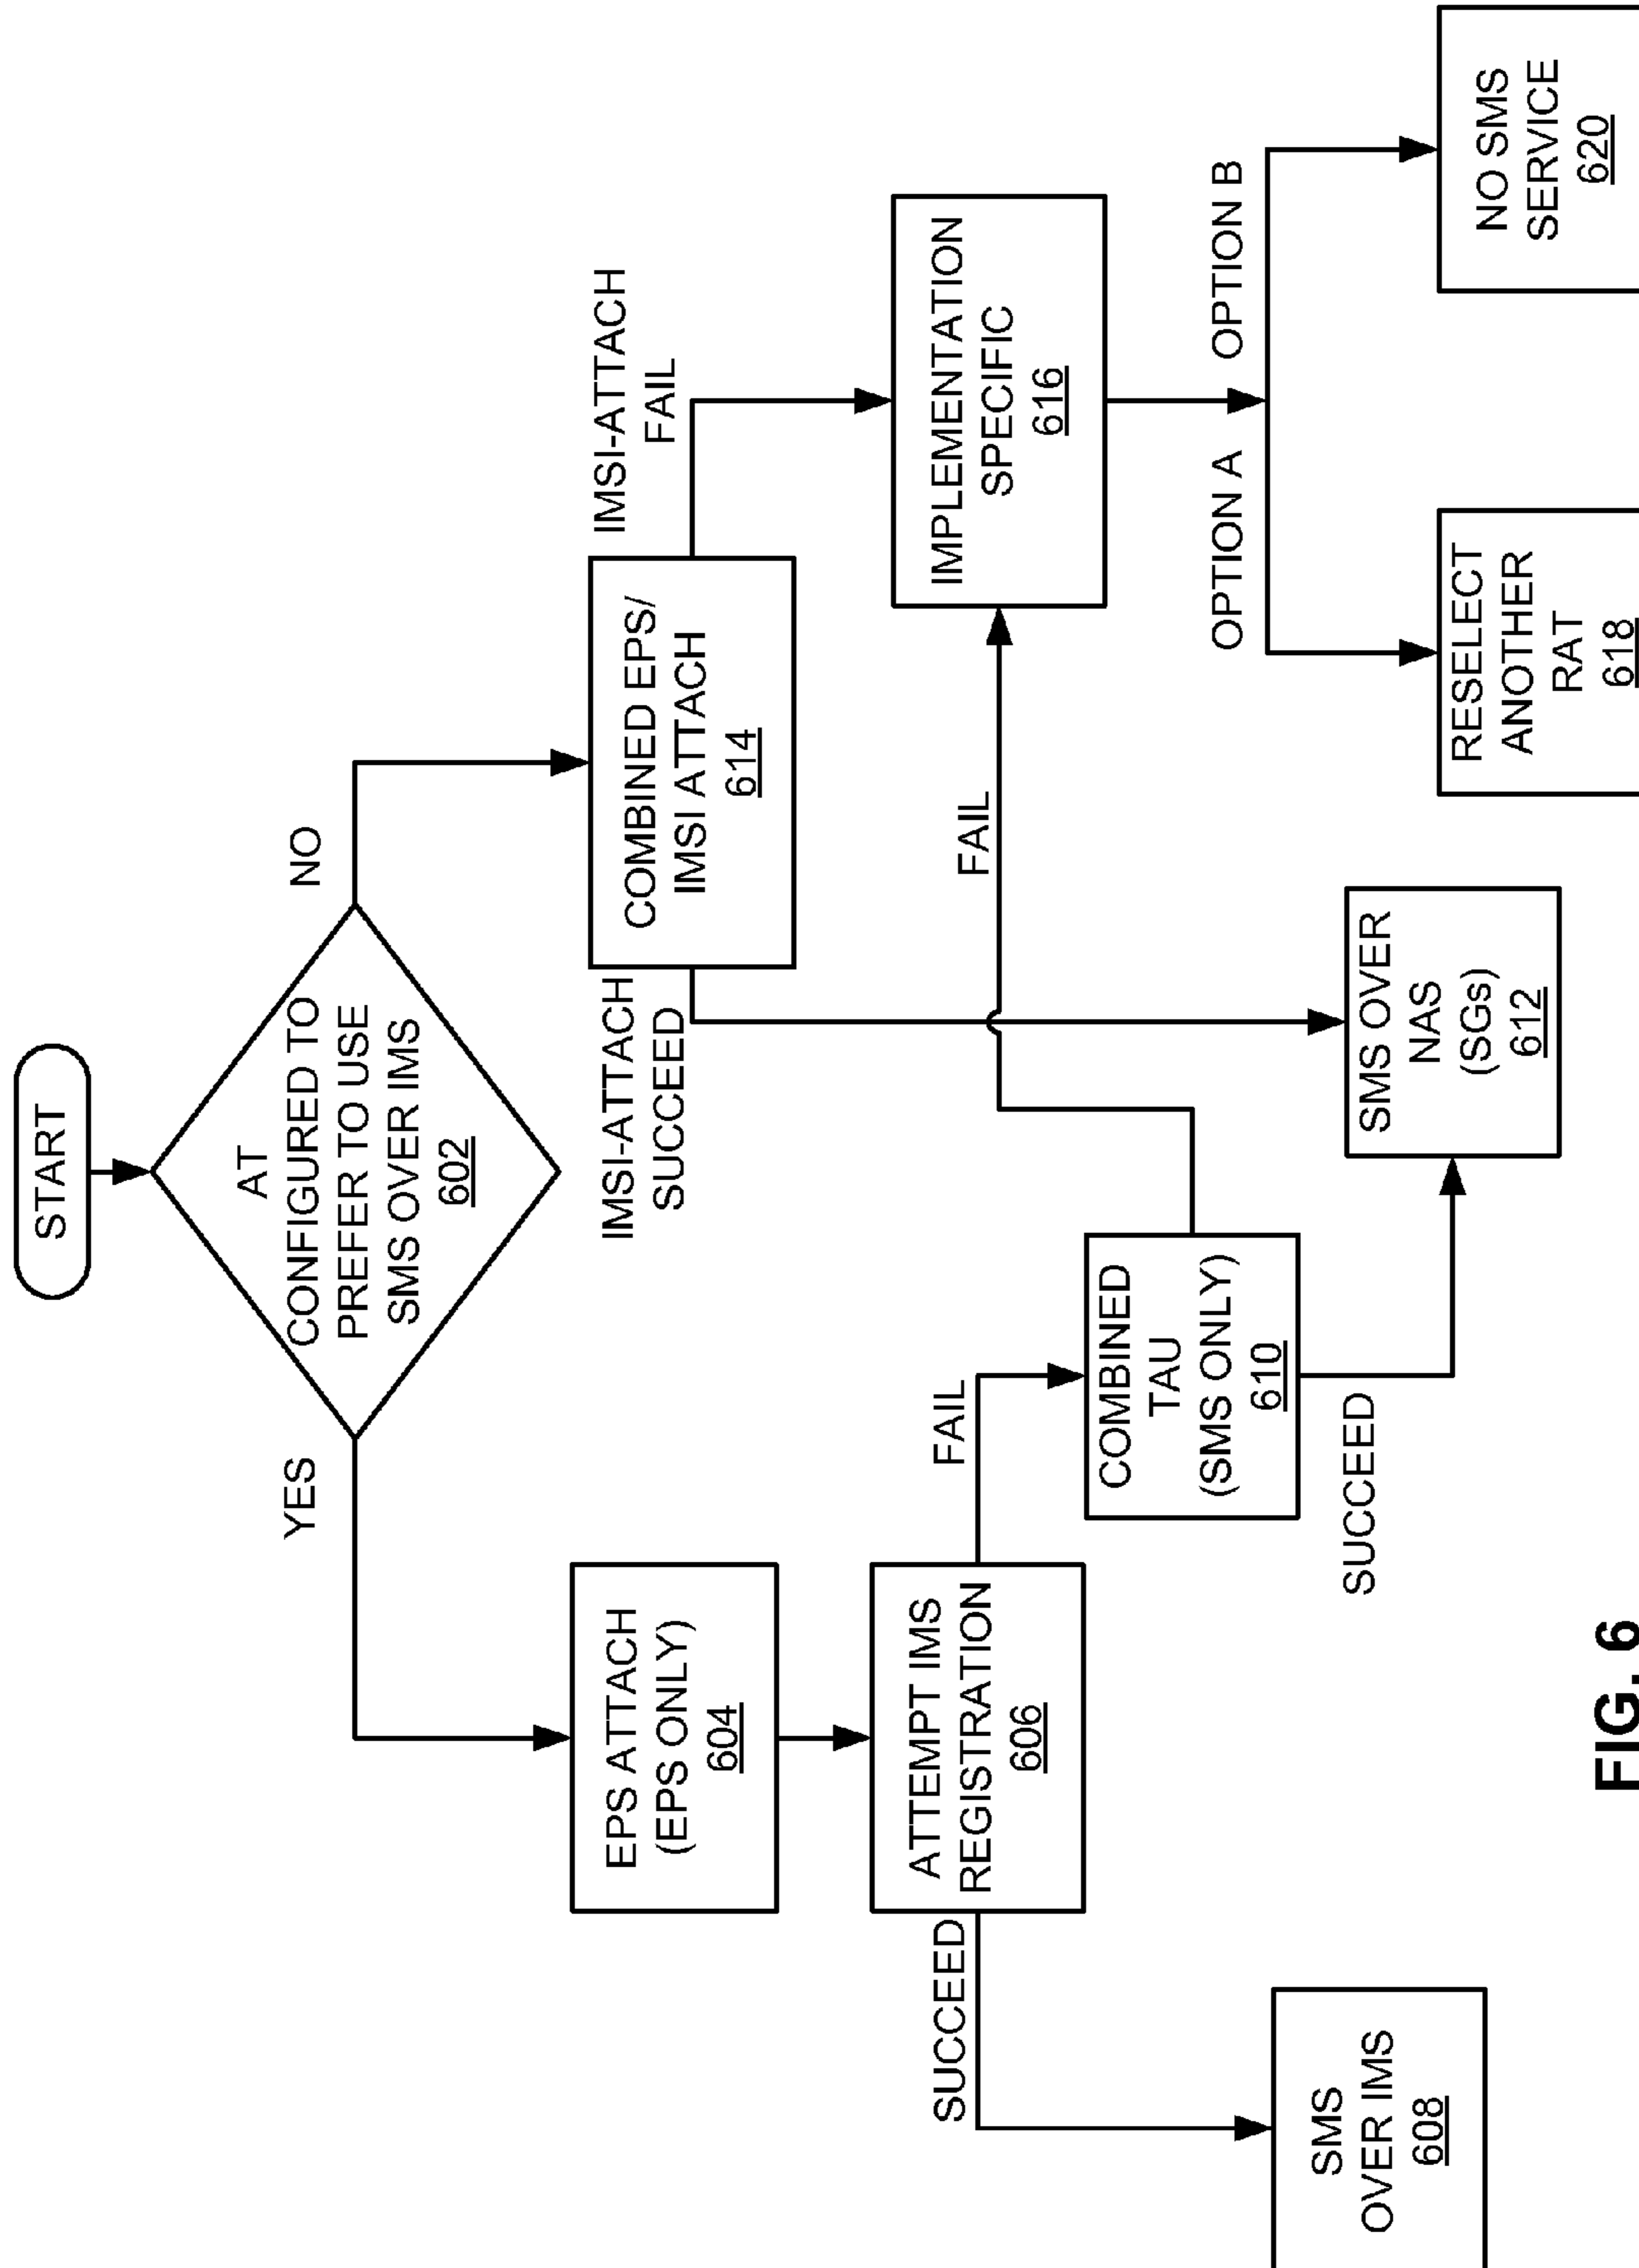 START
AT
CONFIGURED TO
PREFER TO USE
SMS OVER IMS
602
YES
NO
EPS ATTACH
(EPS ONLY)
604
COMBINED EPS/
IMSI ATTACH
614
IMSI-ATTACH
SUCCEED
IMSI-ATTACH
FAIL
ATTEMPT IMS
REGISTRATION
606
SUCCEED
FAIL
FAIL
IMPLEMENTATION
SPECIFIC
616
COMBINED
TAU
(SMS ONLY)
610
SUCCEED
OPTION A
OPTION B
SMS
OVER IMS
608
SMS OVER
NAS
(SGs)
612
RESELECT
ANOTHER
RAT
618
NO SMS
SERVICE
620
FIG. 6